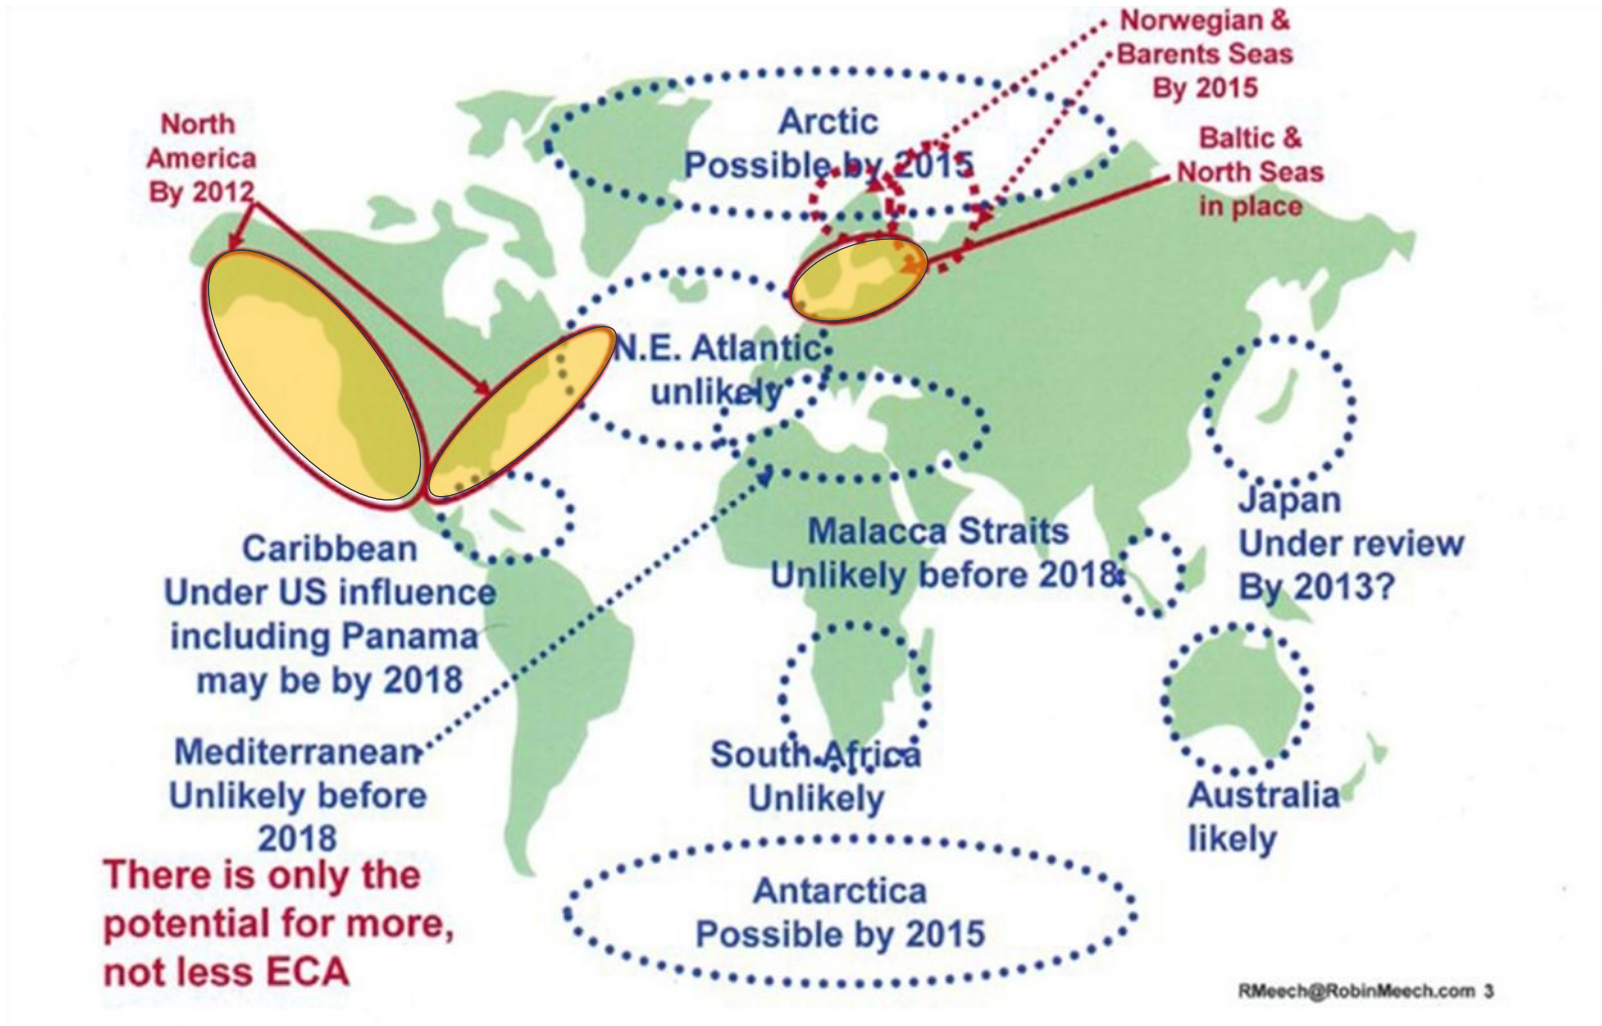 Norwegian &
Barents Seas
By 2015
North
America
By 2012
Arctic
Possible by 2015
Baltic &
North Seas
in place
N.E. Atlantic
unlikely
Caribbean
Under US influence
including Panama
may be by 2018
Malacca Straits
Unlikely before 2018
Japan
Under review
By 2013?
Mediterranean
Unlikely before
2018
South Africa
Unlikely
Australia
likely
There is only the
potential for more,
not less ECA
Antarctica
Possible by 2015
RMeech@RobinMeech.com 3